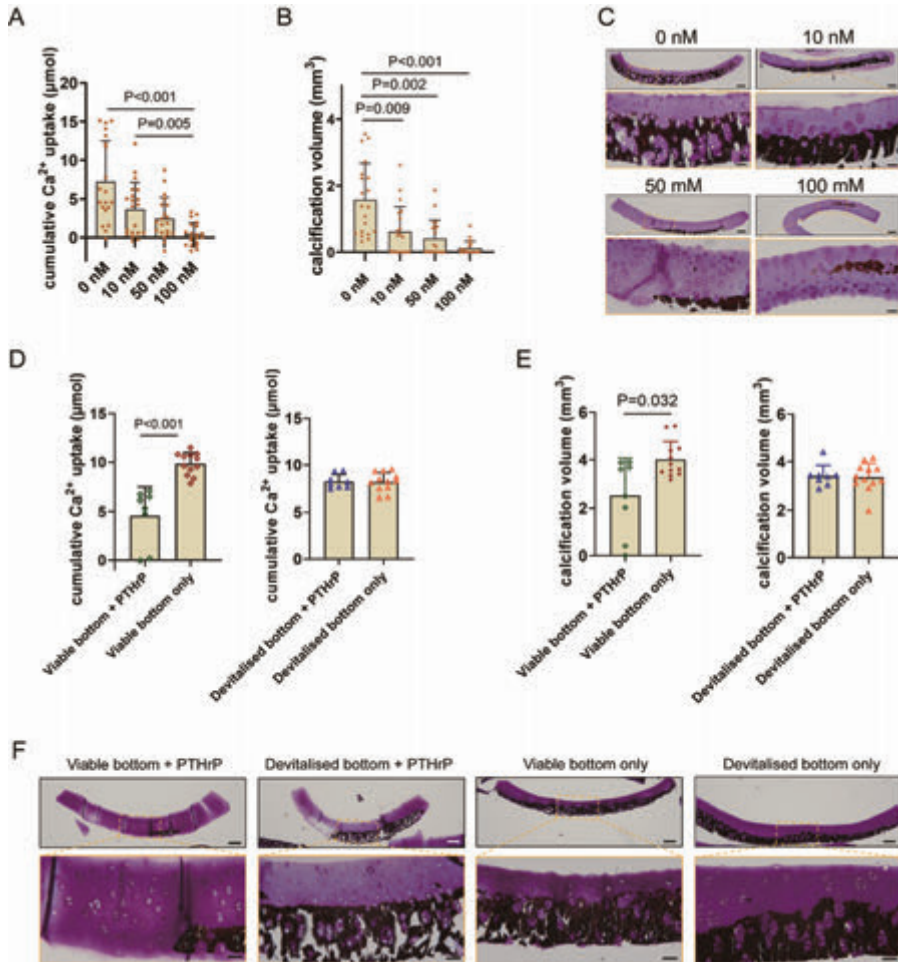 A
cumulative Ca²⁺ uptake (µmol)
20
15
10
5
0
P<0.001
P=0.005
0 nM
10 nM
50 nM
100 nM
B
calcification volume (mm³)
4
2
0
P<0.001
P=0.002
P=0.009
0 nM
10 nM
50 nM
100 nM
C
0 nM
10 nM
50 mM
100 mM
D
cumulative Ca²⁺ uptake (µmol)
15
10
5
0
P<0.001
Viable bottom + PTHrP
Viable bottom only
cumulative Ca²⁺ uptake (µmol)
15
10
5
0
Devitalised bottom + PTHrP
Devitalised bottom only
E
calcification volume (mm³)
6
4
2
0
P=0.032
Viable bottom + PTHrP
Viable bottom only
calcification volume (mm³)
6
4
2
0
Devitalised bottom + PTHrP
Devitalised bottom only
F
Viable bottom + PTHrP
Devitalised bottom + PTHrP
Viable bottom only
Devitalised bottom only